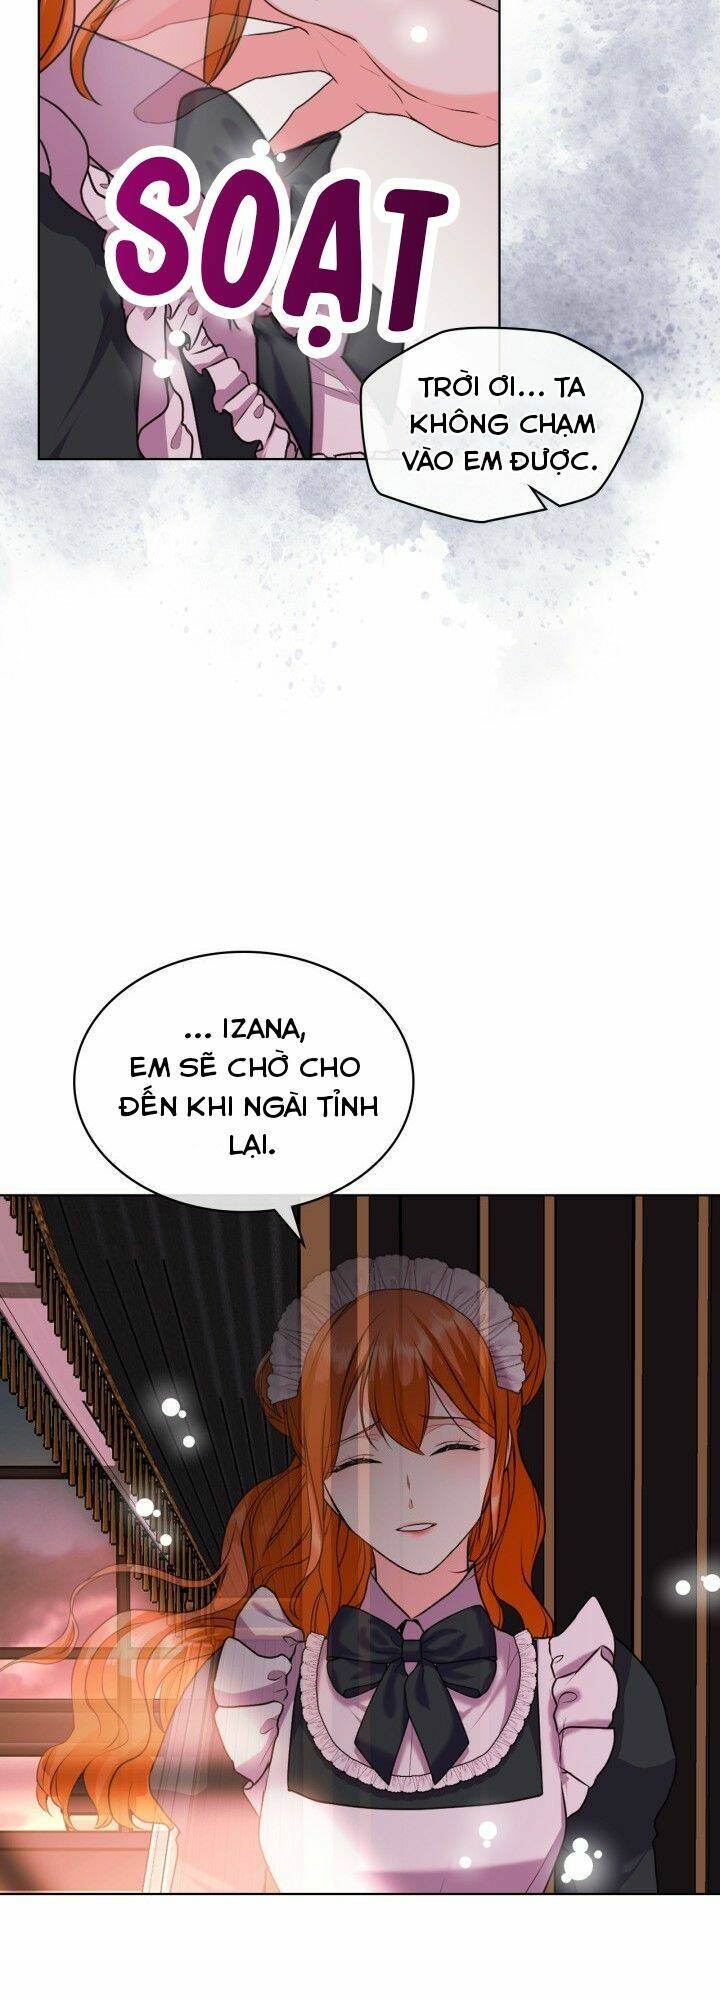 SOẠT
TRỜI ƠI... TA
KHÔNG CHẠM
VÀO EM ĐƯỢC.
... IZANA,
EM SẼ CHỜ CHO
ĐẾN KHI NGÀI TỈNH
LẠI.